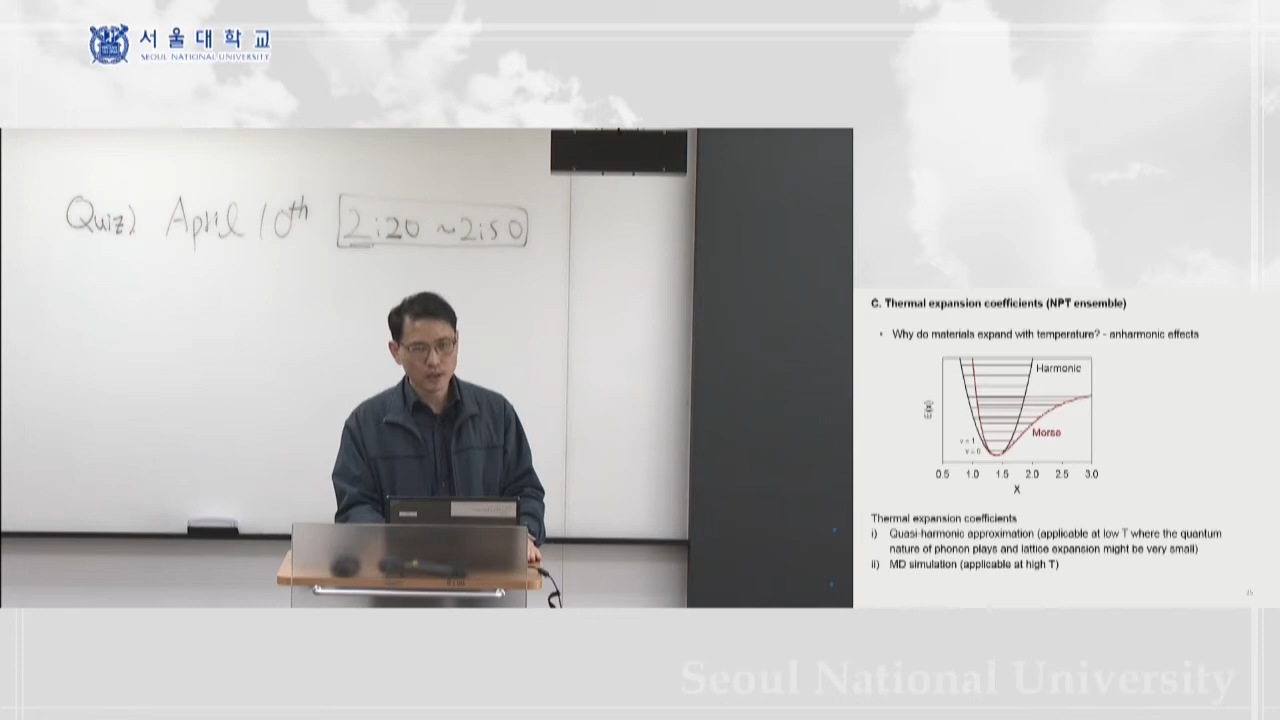 서울대학교
SEOUL NATIONAL UNIVERSITY
Quiz) April 10th 2:20 ~2:50
C. Thermal expansion coefficients (NPT ensemble)
• Why do materials expand with temperature? - anharmonic effects
Harmonic
E(x)
Morse
v = 1
v = 0
0.5 1.0 1.5 2.0 2.5 3.0
X
Thermal expansion coefficients
i) Quasi-harmonic approximation (applicable at low T where the quantum
nature of phonon plays and lattice expansion might be very small)
ii) MD simulation (applicable at high T)
Seoul National University